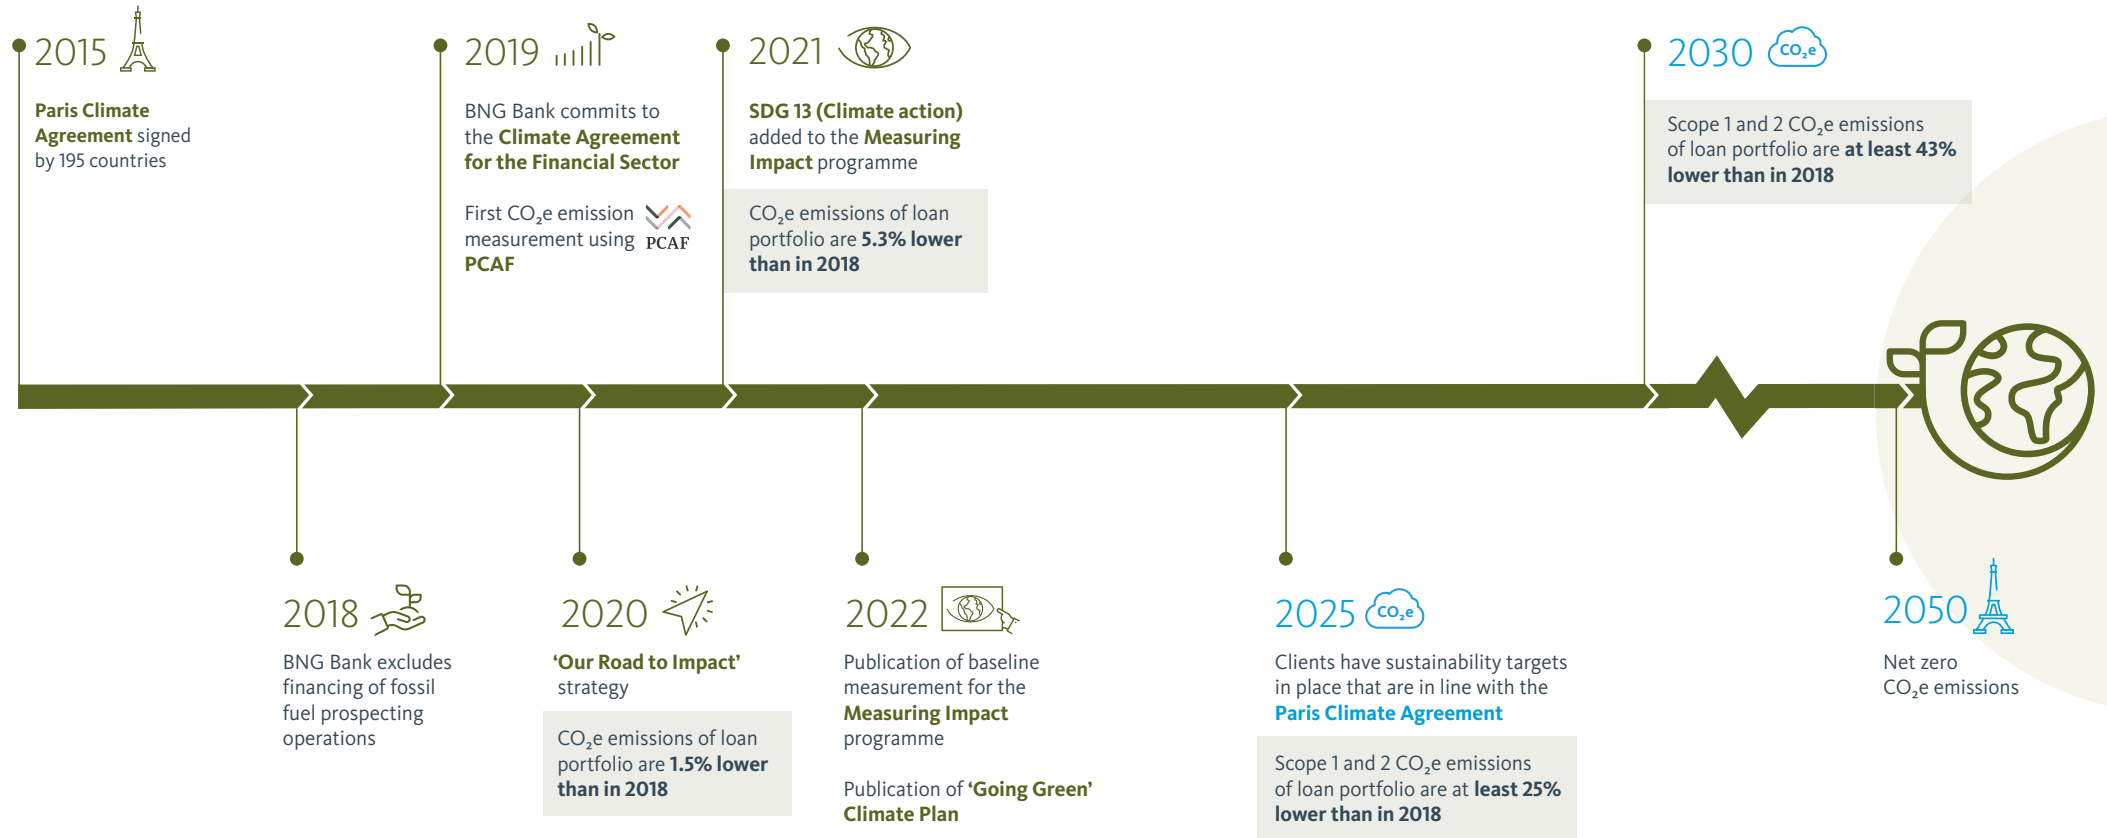 2015
Paris Climate
Agreement signed
by 195 countries
2019
BNG Bank commits to
the Climate Agreement
for the Financial Sector
First CO₂e emission
measurement using
PCAF
PCAF
2021
SDG 13 (Climate action)
added to the Measuring
Impact programme
CO₂e emissions of loan
portfolio are 5.3% lower
than in 2018
2030
CO₂e
Scope 1 and 2 CO₂e emissions
of loan portfolio are at least 43%
lower than in 2018
2018
BNG Bank excludes
financing of fossil
fuel prospecting
operations
2020
‘Our Road to Impact’
strategy
CO₂e emissions of loan
portfolio are 1.5% lower
than in 2018
2022
Publication of baseline
measurement for the
Measuring Impact
programme
Publication of ‘Going Green’
Climate Plan
2025
CO₂e
Clients have sustainability targets
in place that are in line with the
Paris Climate Agreement
Scope 1 and 2 CO₂e emissions
of loan portfolio are at least 25%
lower than in 2018
2050
Net zero
CO₂e emissions